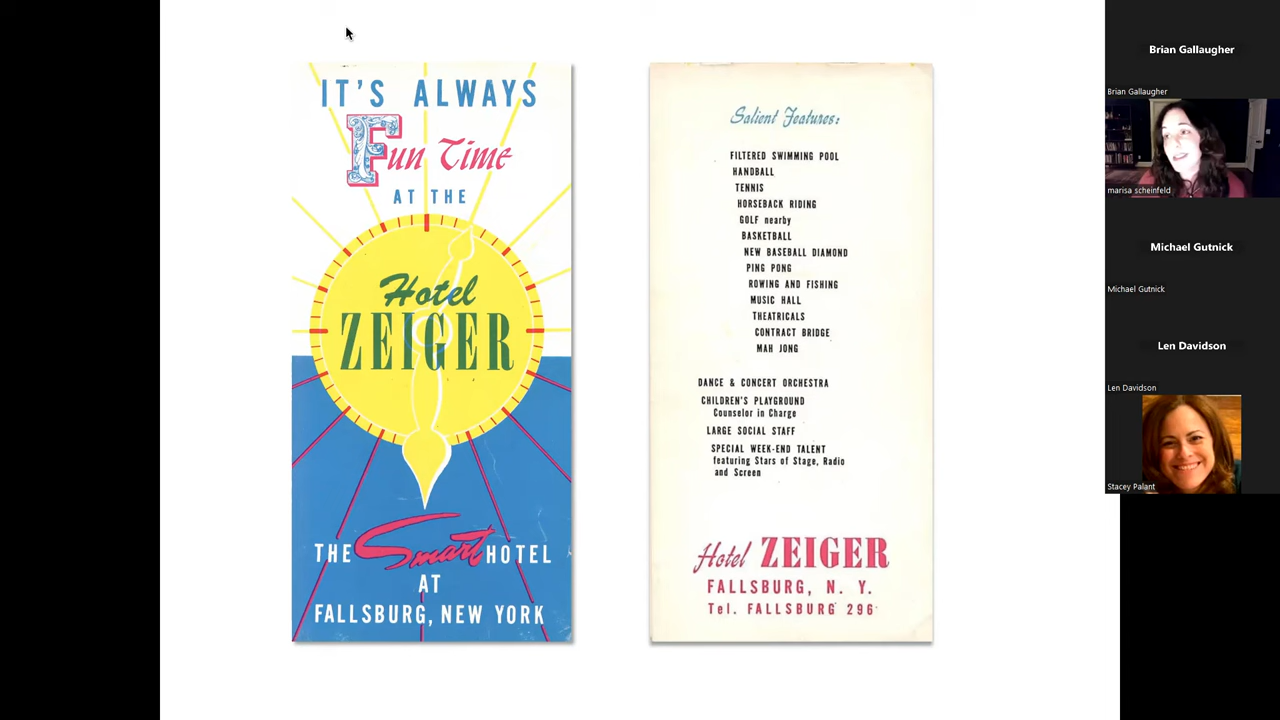 IT'S ALWAYS
Fun Time
AT THE
Hotel
ZEIGER
THE Smart HOTEL
AT
FALLSBURG, NEW YORK
Salient Features:
FILTERED SWIMMING POOL
HANDBALL
TENNIS
HORSEBACK RIDING
GOLF nearby
BASKETBALL
NEW BASEBALL DIAMOND
PING PONG
ROWING AND FISHING
MUSIC HALL
THEATRICALS
CONTRACT BRIDGE
MAH JONG
DANCE & CONCERT ORCHESTRA
CHILDREN'S PLAYGROUND
Counselor in Charge
LARGE SOCIAL STAFF
SPECIAL WEEK-END TALENT
featuring Stars of Stage, Radio
and Screen
Hotel ZEIGER
FALLSBURG, N. Y.
Tel. FALLSBURG 296
Brian Gallaugher
Brian Gallaugher
marisa scheinfeld
Michael Gutnick
Michael Gutnick
Len Davidson
Len Davidson
Stacey Palant